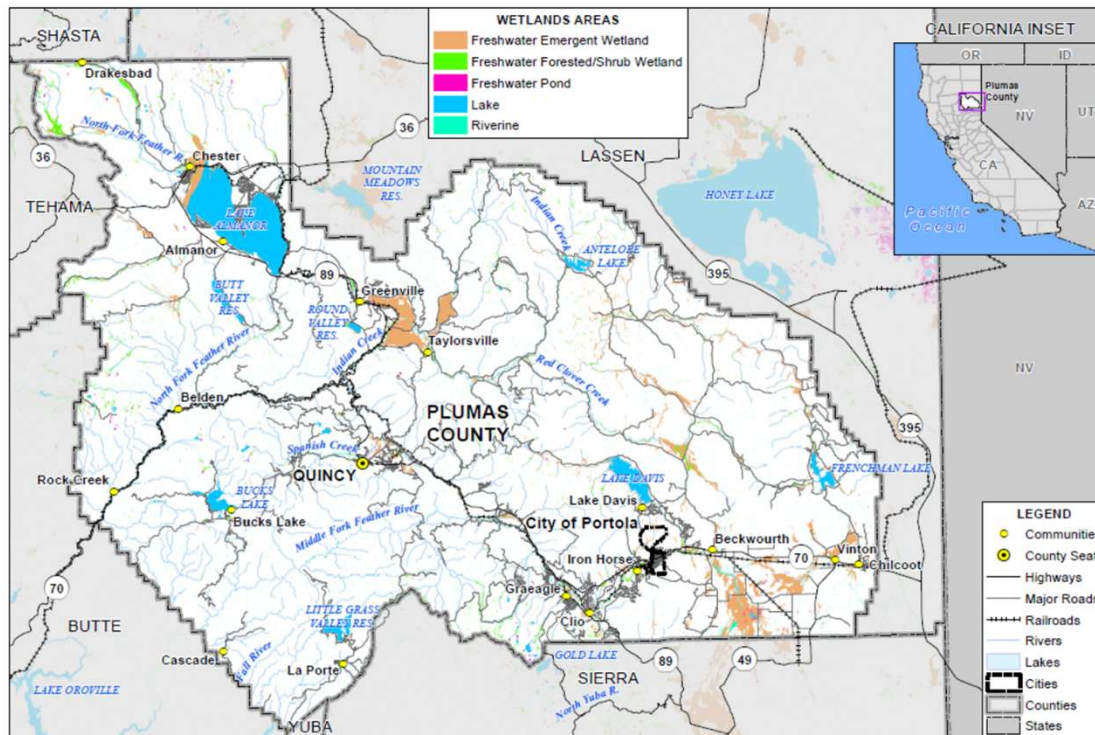 WETLANDS AREAS
Freshwater Emergent Wetland
Freshwater Forested/Shrub Wetland
Freshwater Pond
Lake
Riverine
CALIFORNIA INSET
OR
ID
Plumas
County
NV
UT
CA
AZ
Pacific
Ocean
SHASTA
Drakesbad
North Fork Feather R.
36
36
Chester
LASSEN
MOUNTAIN
MEADOWS
RES.
HONEY LAKE
TEHAMA
LAKE
ALMANOR
Indian Creek
Almanor
ANTELOPE
LAKE
395
89
BUTT
VALLEY
RES.
Greenville
ROUND
VALLEY
RES.
Indian Creek
Taylorsville
NV
North Fork Feather River
Red Clover Creek
Belden
PLUMAS
COUNTY
395
Spanish Creek
QUINCY
LAKE DAVIS
FRENCHMAN LAKE
Rock Creek
BUCKS
LAKE
Bucks Lake
Lake Davis
Middle Fork Feather River
City of Portola
Beckwourth
Iron Horse
70
Vinton
Chilcoot
70
Graeagle
Clio
LITTLE GRASS
VALLEY RES.
BUTTE
Cascade
Fall River
La Porte
GOLD LAKE
89
49
SIERRA
LAKE OROVILLE
North Yuba R.
YUBA
LEGEND
Communitie
County Seat
Highways
Major Roads
Railroads
Rivers
Lakes
Cities
Counties
States